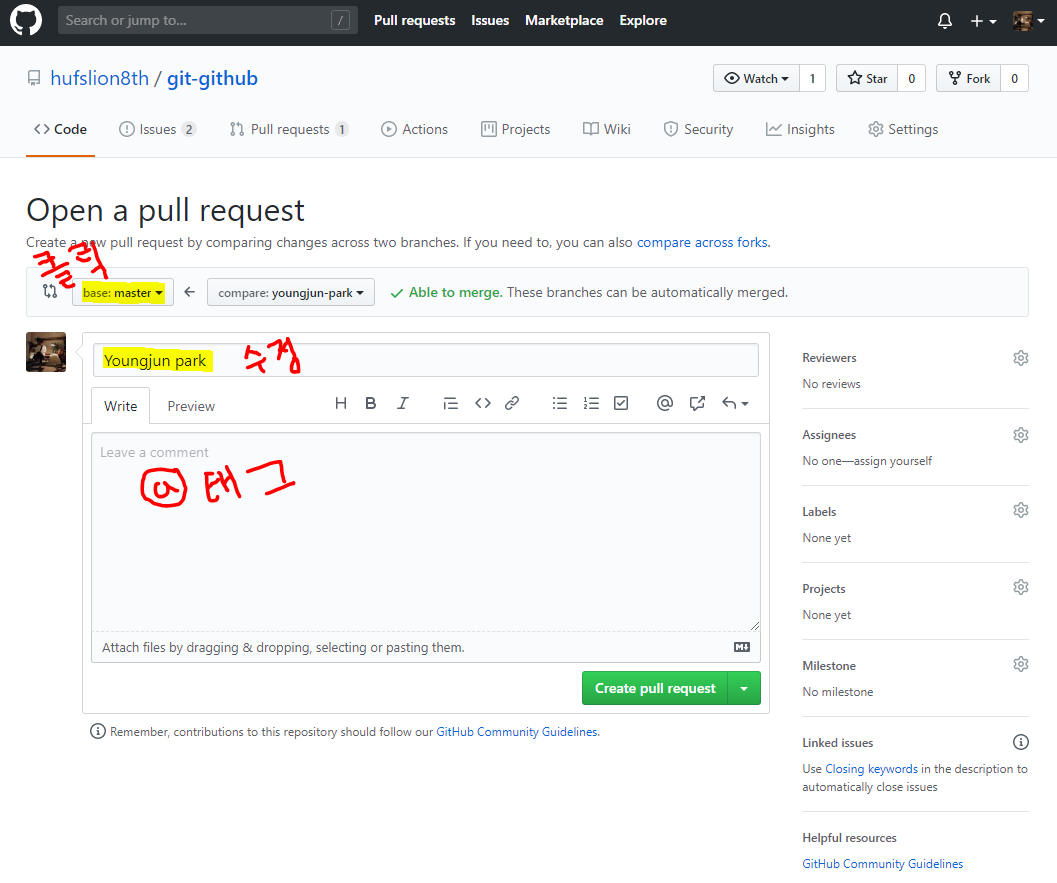 Search or jump to... /
Pull requests Issues Marketplace Explore
hufslion8th / git-github
Watch 1 Star 0 Fork 0
Code Issues 2 Pull requests 1 Actions Projects Wiki Security Insights Settings
Open a pull request
Create a new pull request by comparing changes across two branches. If you need to, you can also compare across forks.
클릭
base: master ← compare: youngjun-park ✓ Able to merge. These branches can be automatically merged.
Youngjun park 수정
Write Preview
Leave a comment
@ 태그
Attach files by dragging & dropping, selecting or pasting them.
Create pull request
Remember, contributions to this repository should follow our GitHub Community Guidelines.
Reviewers
No reviews
Assignees
No one—assign yourself
Labels
None yet
Projects
None yet
Milestone
No milestone
Linked issues
Use Closing keywords in the description to
automatically close issues
Helpful resources
GitHub Community Guidelines